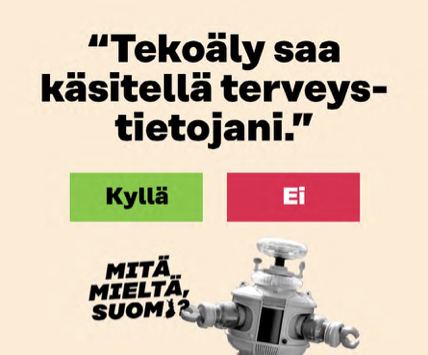 “Tekoäly saa
käsitellä terveys-
tietojani.”
Kyllä Ei
MITÄ
MIELTÄ,
SUOMI?